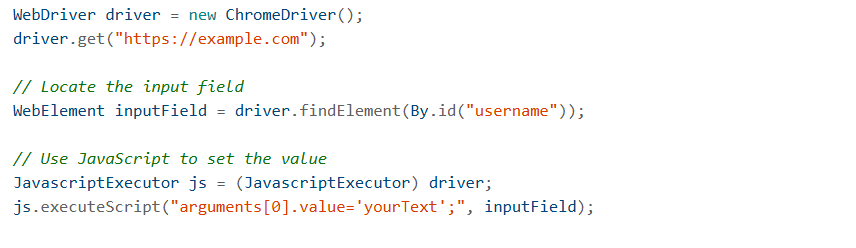 WebDriver driver = new ChromeDriver();
driver.get("https://example.com");
// Locate the input field
WebElement inputField = driver.findElement(By.id("username"));
// Use JavaScript to set the value
JavascriptExecutor js = (JavascriptExecutor) driver;
js.executeScript("arguments[0].value='yourText';", inputField);